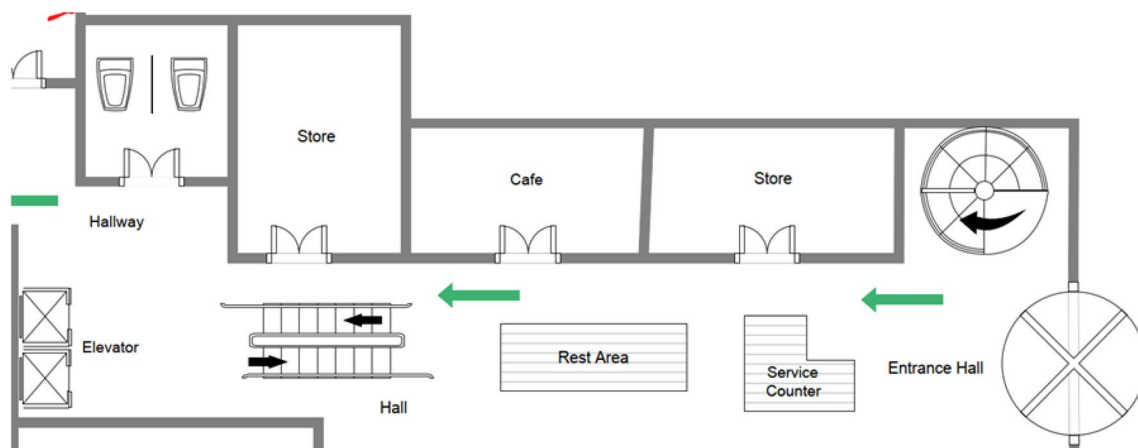 Store
Cafe
Store
Hallway
Elevator
Rest Area
Service
Counter
Entrance Hall
Hall